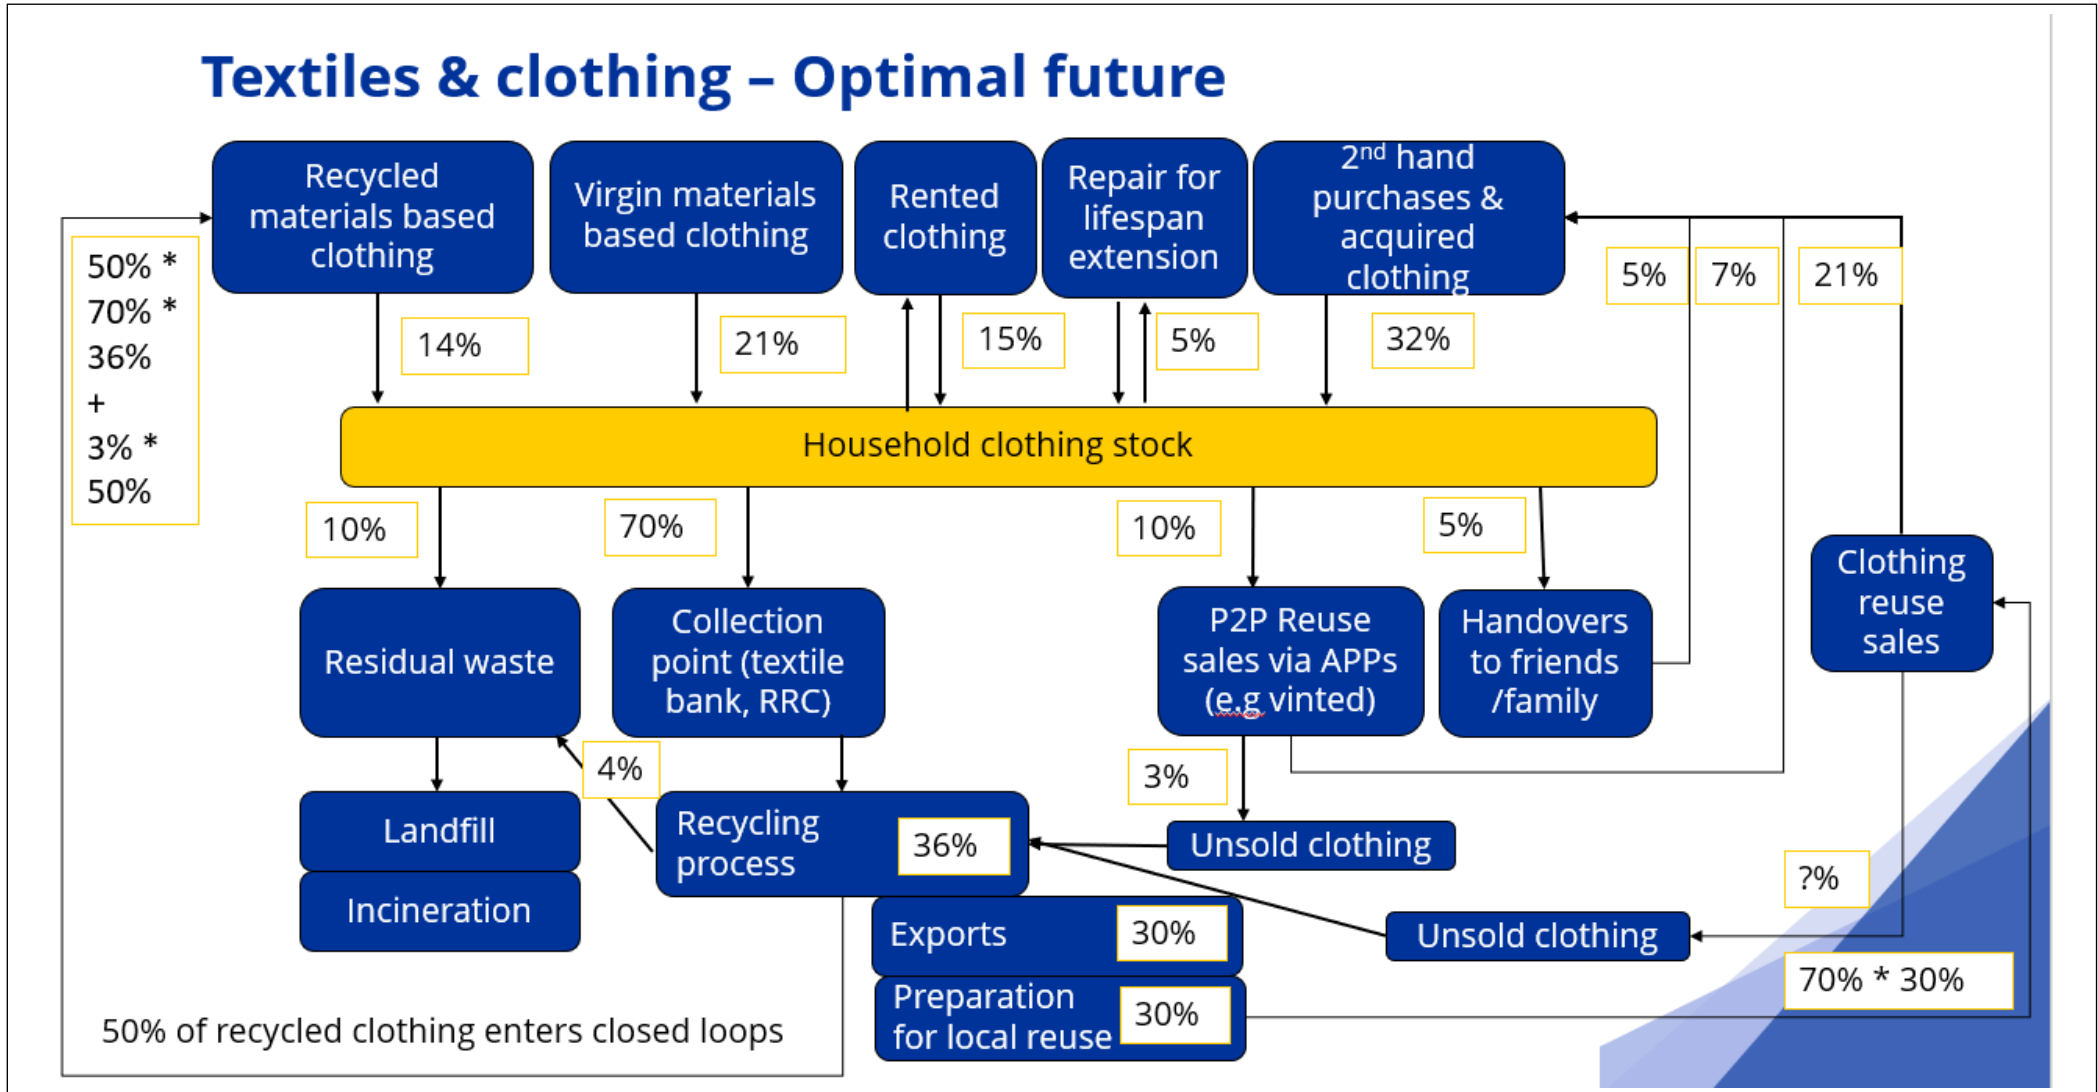 Textiles & clothing – Optimal future
Recycled
materials based
clothing
Virgin materials
based clothing
Rented
clothing
Repair for
lifespan
extension
2nd hand
purchases &
acquired
clothing
50% *
70% *
36%
+
3% *
50%
5%
7%
21%
14%
21%
15%
5%
32%
Household clothing stock
10%
70%
10%
5%
Residual waste
Collection
point (textile
bank, RRC)
P2P Reuse
sales via APPs
(e.g vinted)
Handovers
to friends
/family
Clothing
reuse
sales
4%
3%
Landfill
Incineration
Recycling
process
36%
Unsold clothing
?%
Exports
30%
Unsold clothing
Preparation
for local reuse
30%
70% * 30%
50% of recycled clothing enters closed loops